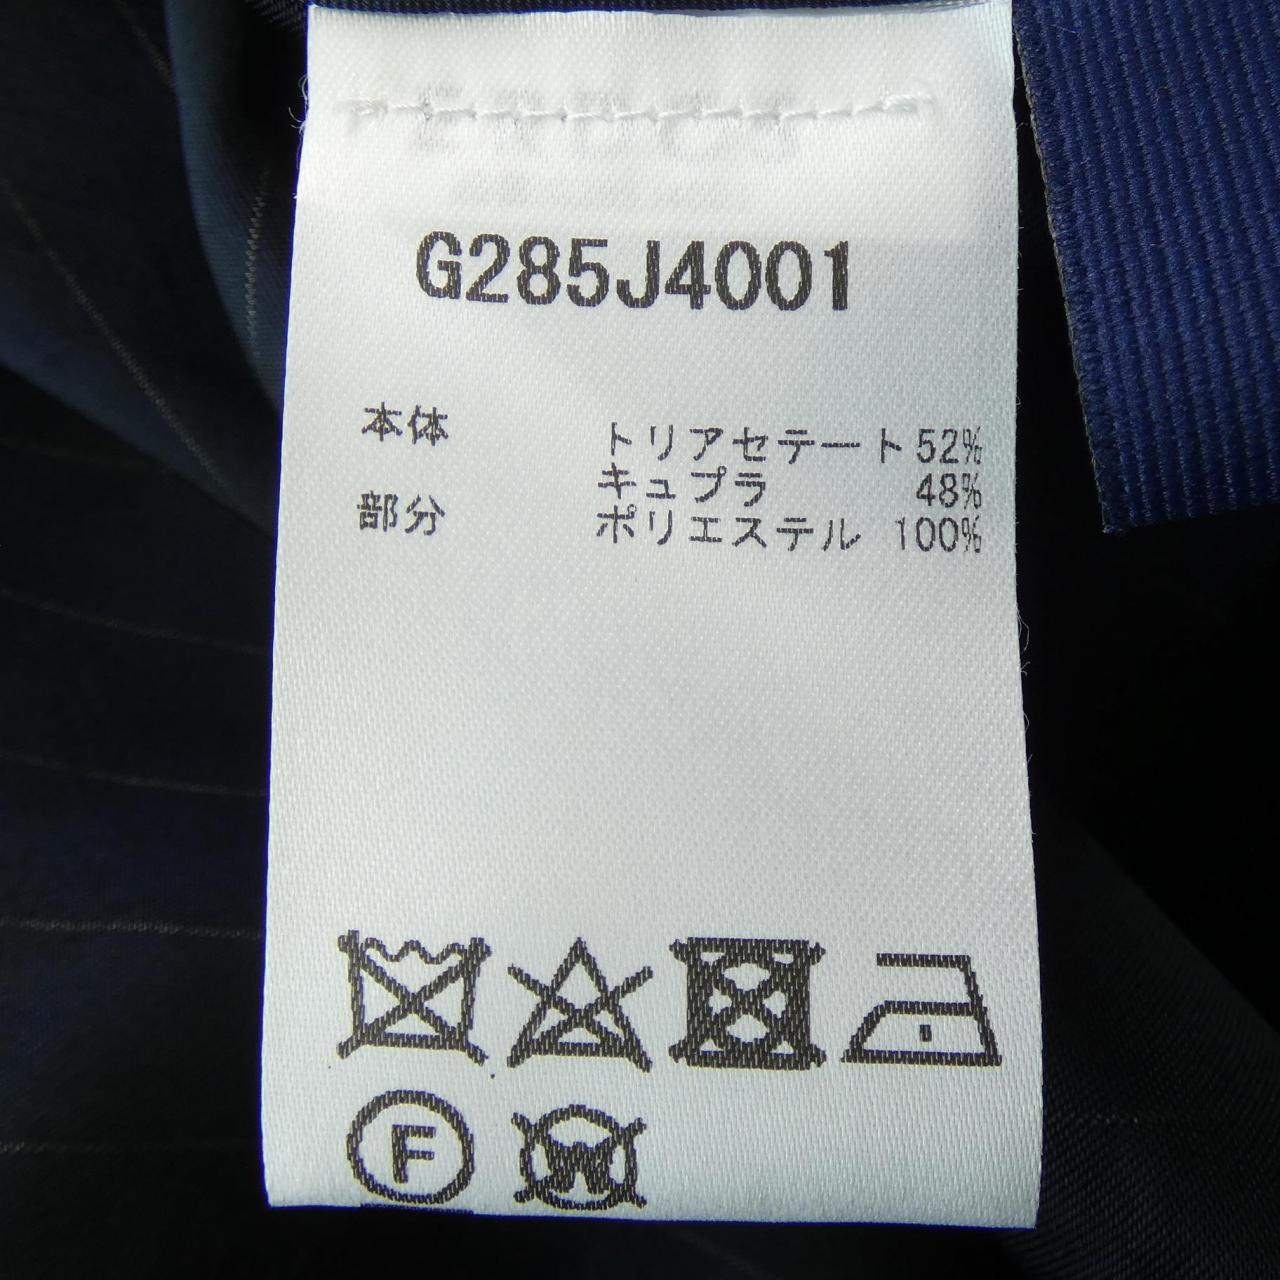 G285J4001
本体 トリアセテート 52%
キュプラ 48%
部分 ポリエステル 100%
F
W